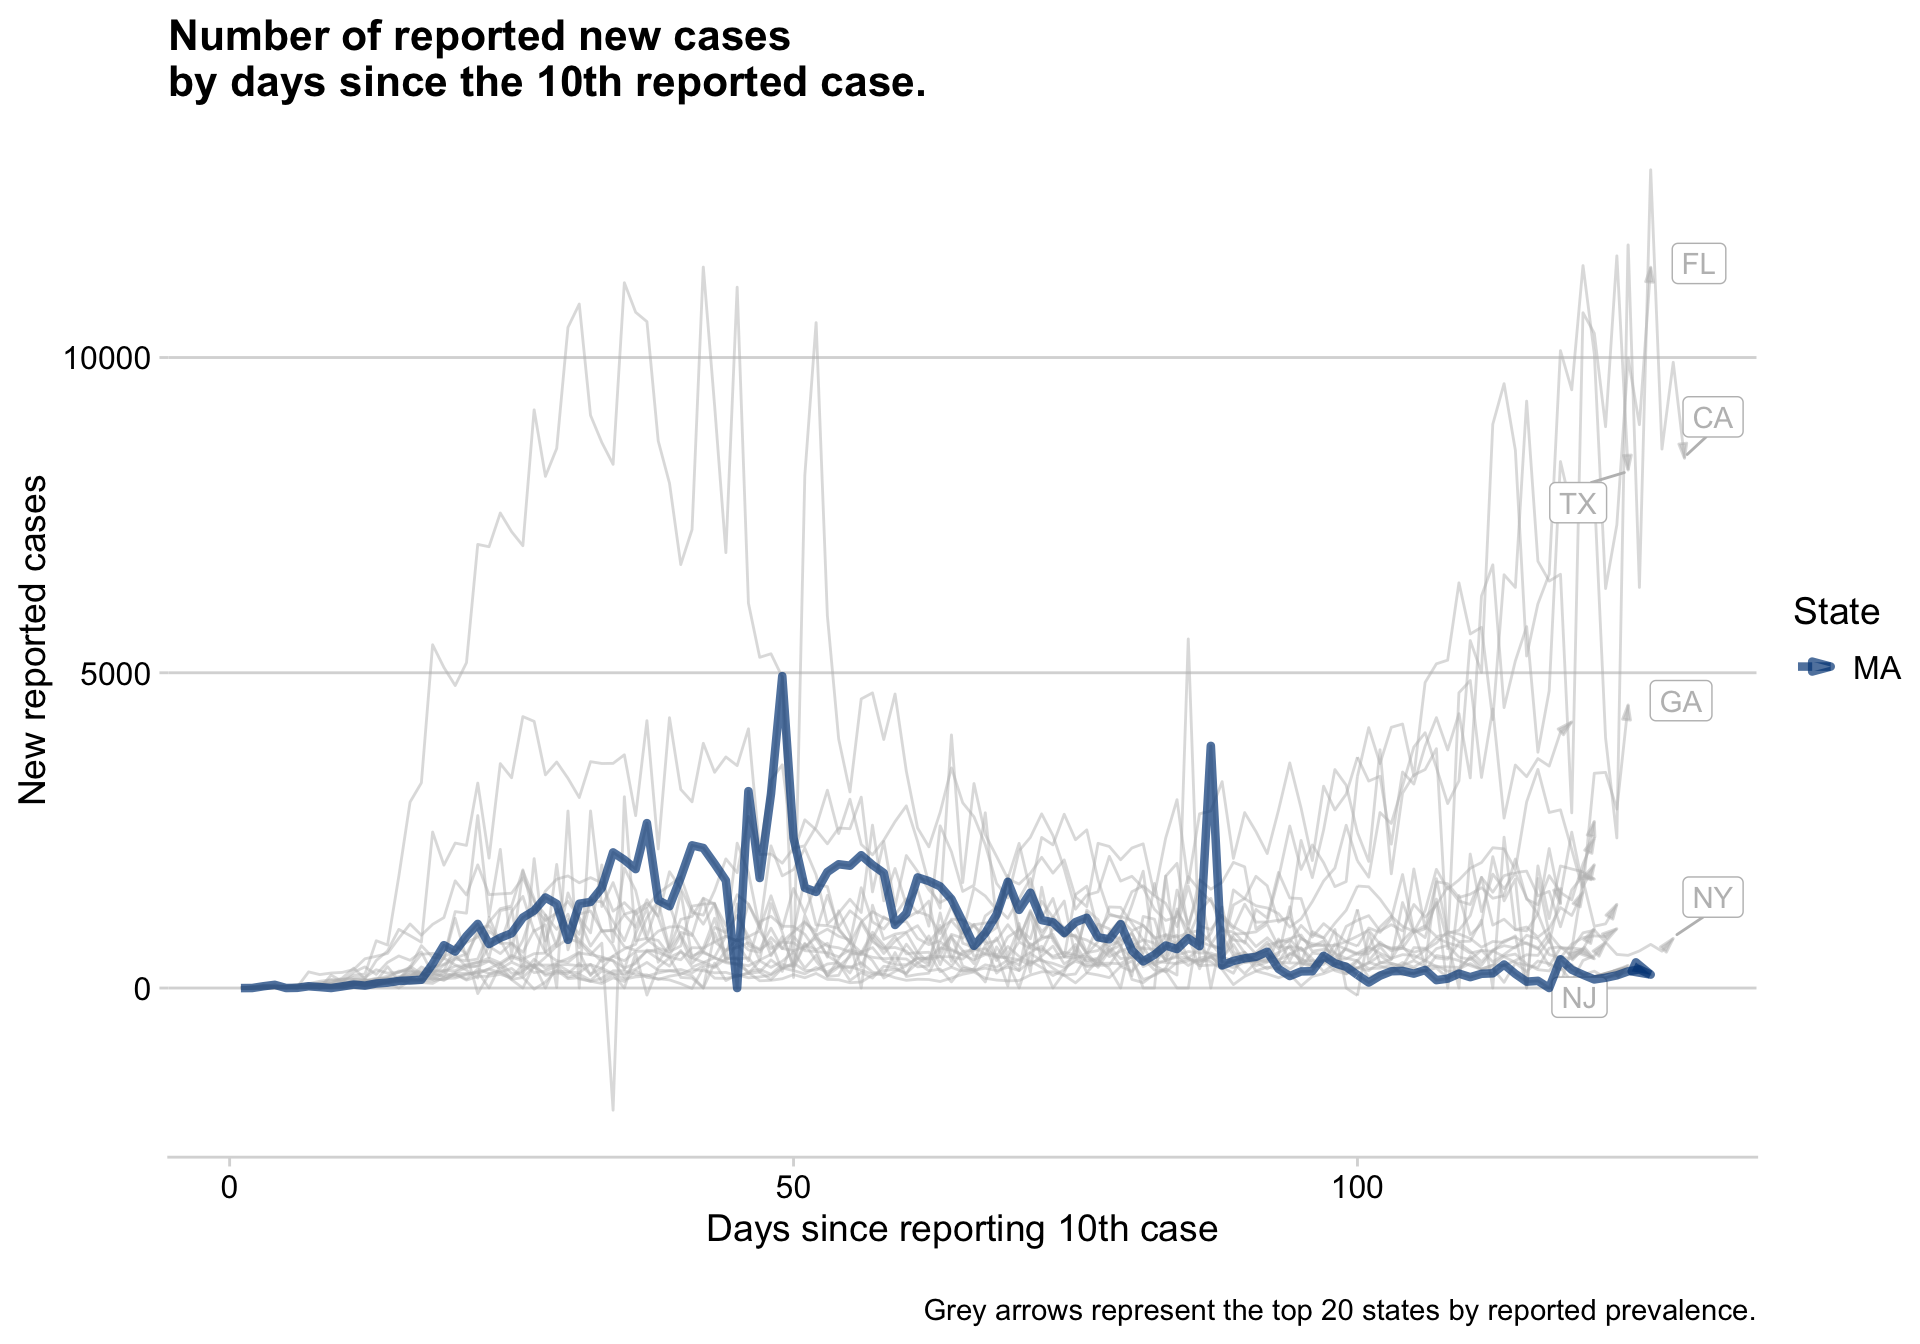 Number of reported new cases
by days since the 10th reported case.
New reported cases
10000
5000
0
FL
CA
TX
GA
NY
NJ
State
MA
0
50
100
Days since reporting 10th case
Grey arrows represent the top 20 states by reported prevalence.